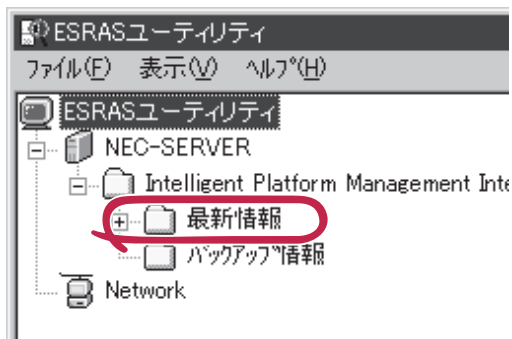 ESRASユーティリティ
ﾌｧｲﾙ(F) 表示(V) ﾍﾙﾌﾟ(H)
ESRASユーティリティ
NEC-SERVER
Intelligent Platform Management Inte
最新情報
ﾊﾞｯｸｱｯﾌﾟ情報
Network